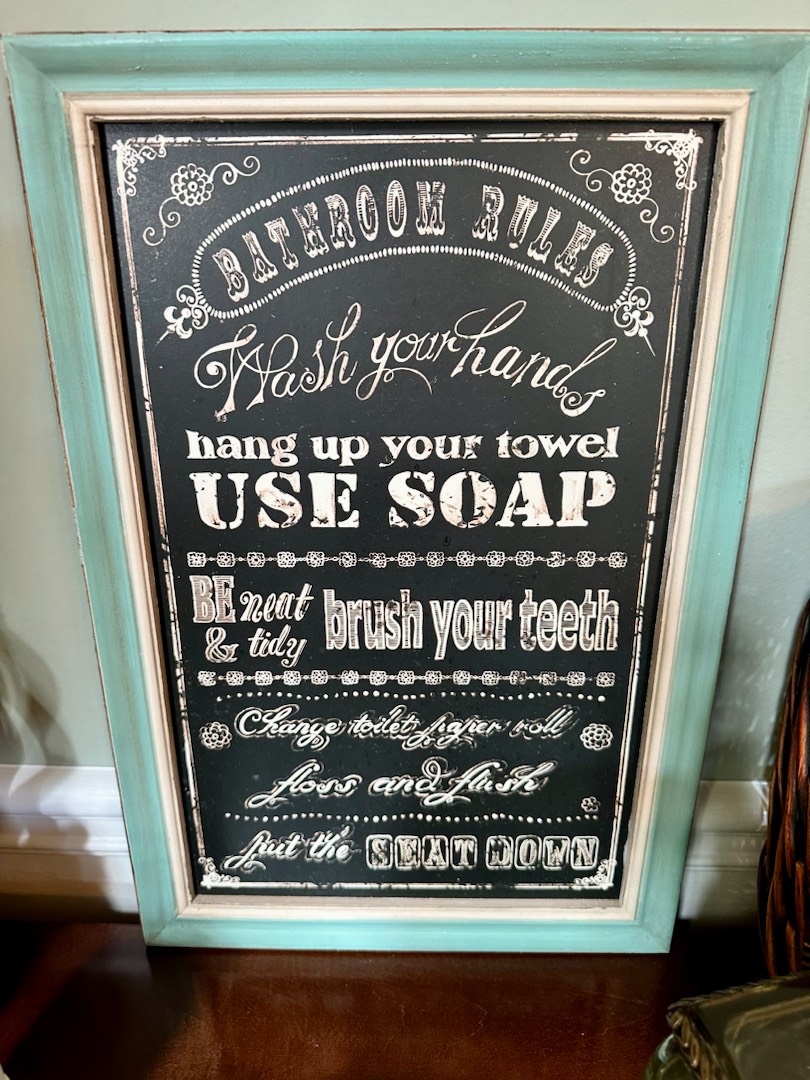 BATHROOM RULES
Wash your hands
hang up your towel
USE SOAP
BE neat & tidy brush your teeth
Change toilet paper roll
floss and flush
put the SEAT DOWN